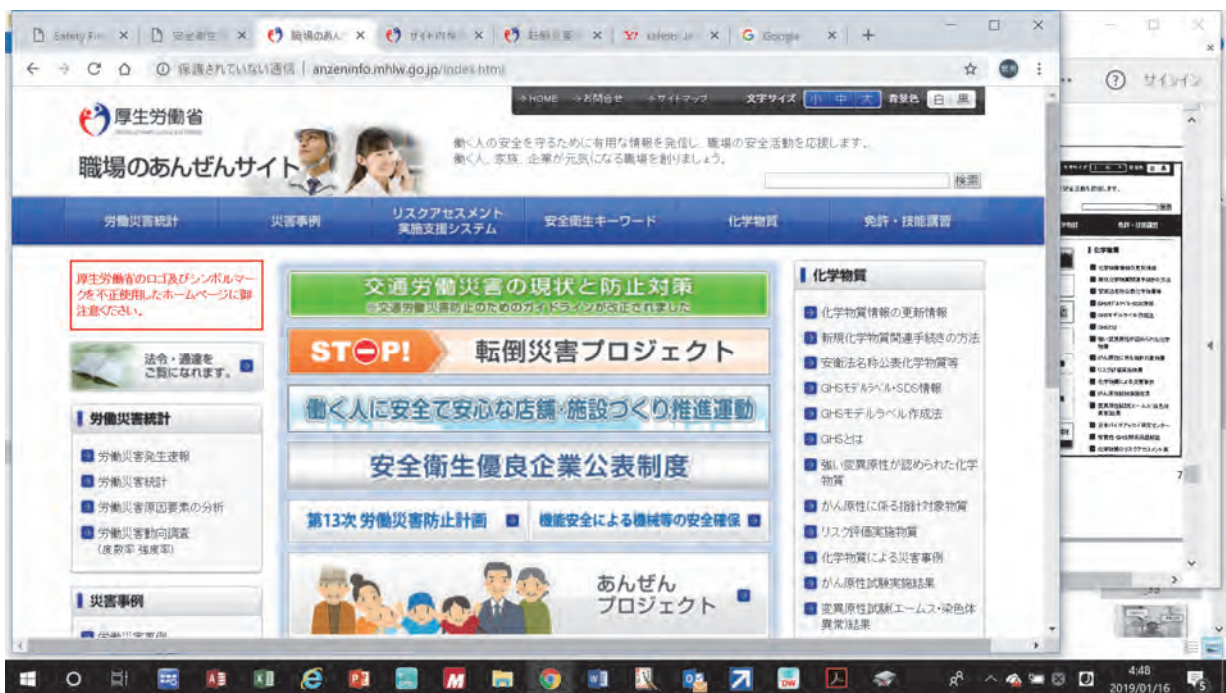 Google
保護されていない通信 | anzeninfo.mhlw.go.jp/index.html
サインイン
→HOME →お問合せ →サイトマップ 文字サイズ 小 中 大 背景色 白 黒
厚生労働省
職場のあんぜんサイト
働く人の安全を守るために有用な情報を発信し、職場の安全活動を応援します。
働く人、家族、企業が元気になる職場を創りましょう。
検索
労働災害統計
災害事例
リスクアセスメント
実施支援システム
安全衛生キーワード
化学物質
免許・技能講習
厚生労働省のロゴ及びシンボルマー
クを不正使用したホームページに御
注意ください。
法令・通達を
ご覧になれます。
労働災害統計
労働災害発生速報
労働災害統計
労働災害原因要素の分析
労働災害動向調査
(度数率 強度率)
災害事例
交通労働災害の現状と防止対策
※交通労働災害防止のためのガイドラインが改正されました
STOP! 転倒災害プロジェクト
働く人に安全で安心な店舗・施設づくり推進運動
安全衛生優良企業公表制度
第13次 労働災害防止計画
機能安全による機械等の安全確保
あんぜん
プロジェクト
化学物質
化学物質情報の更新情報
新規化学物質関連手続きの方法
安衛法名称公表化学物質等
GHSモデルラベル・SDS情報
GHSモデルラベル作成法
GHSとは
強い変異原性が認められた化学
物質
がん原性に係る指針対象物質
リスク評価実施物質
化学物質による災害事例
がん原性試験実施結果
変異原性試験(エームス・染色体
異常)結果
7
4:48
2019/01/16